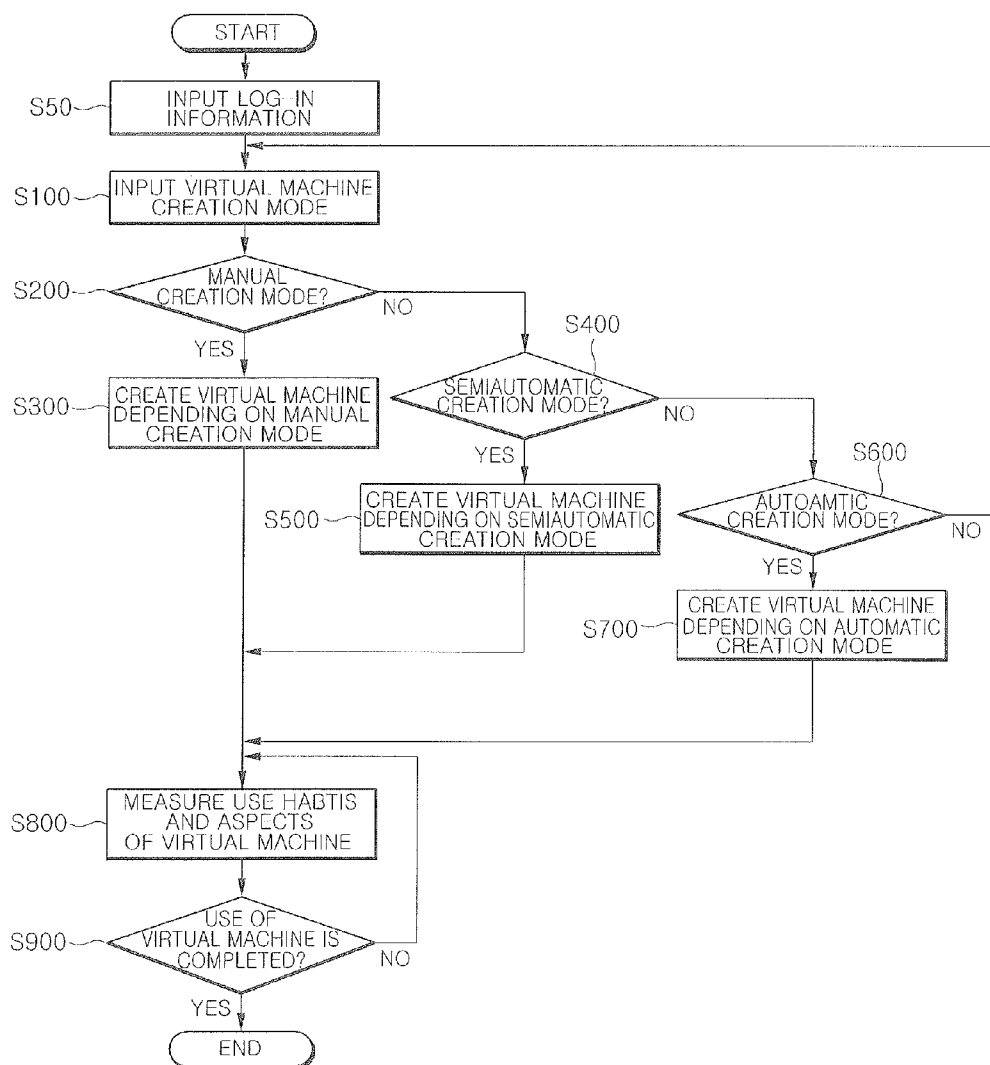 START
S50
INPUT LOG-IN
INFORMATION
S100
INPUT VIRTUAL MACHINE
CREATION MODE
S200
MANUAL
CREATION MODE?
NO
YES
S400
SEMIAUTOMATIC
CREATION MODE?
NO
YES
S300
CREATE VIRTUAL MACHINE
DEPENDING ON MANUAL
CREATION MODE
S600
AUTOAMTIC
CREATION MODE?
NO
YES
S500
CREATE VIRTUAL MACHINE
DEPENDING ON SEMIAUTOMATIC
CREATION MODE
S700
CREATE VIRTUAL MACHINE
DEPENDING ON AUTOMATIC
CREATION MODE
S800
MEASURE USE HABTIS
AND ASPECTS
OF VIRTUAL MACHINE
S900
USE OF
VIRTUAL MACHINE IS
COMPLETED?
NO
YES
END